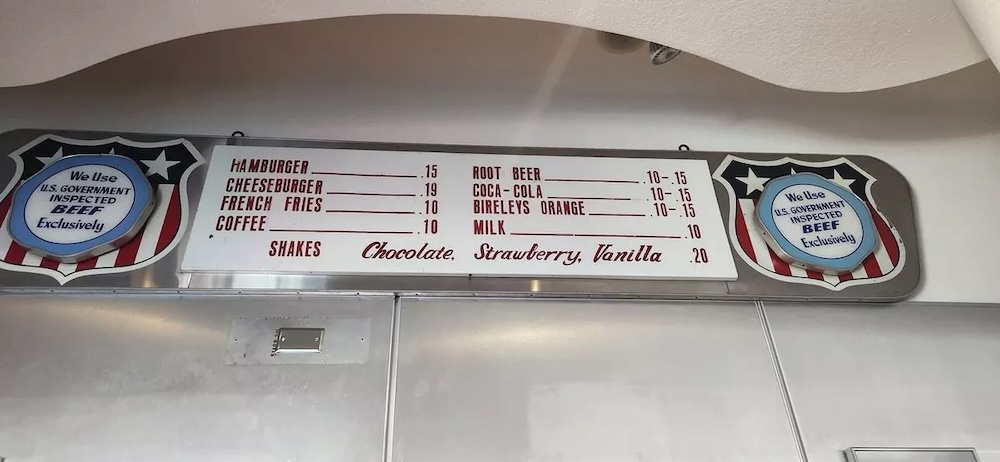 We Use
U.S. GOVERNMENT
INSPECTED
BEEF
Exclusively
HAMBURGER .15
CHEESEBURGER .19
FRENCH FRIES .10
COFFEE .10
ROOT BEER .10-.15
COCA-COLA .10-.15
BIRELEYS ORANGE .10-.15
MILK .10
SHAKES Chocolate, Strawberry, Vanilla .20
We Use
U.S. GOVERNMENT
INSPECTED
BEEF
Exclusively